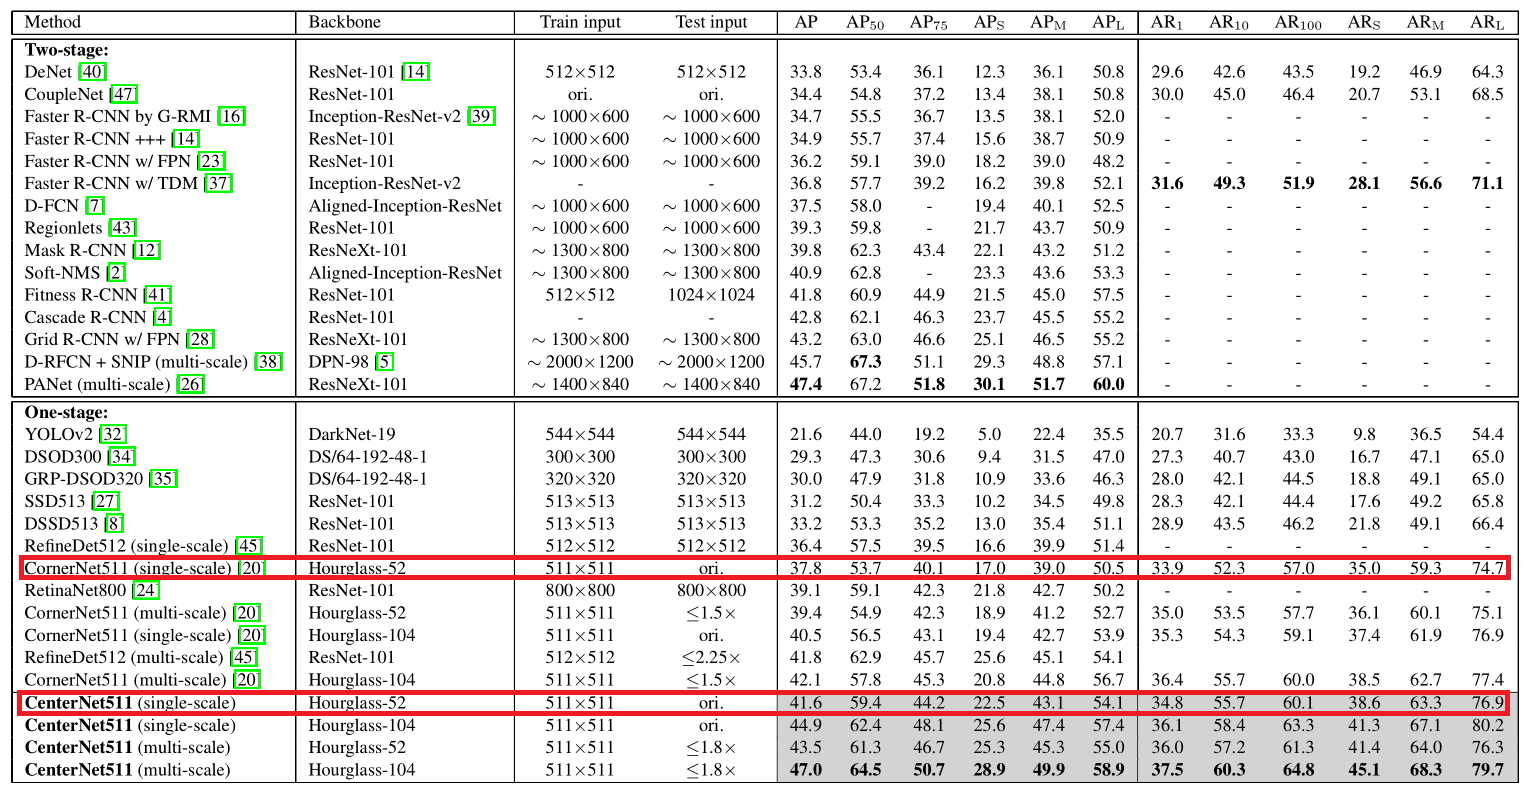 Method Backbone Train input Test input AP AP50 AP75 APS APM APL AR1 AR10 AR100 ARS ARM ARL
Two-stage:
DeNet [40] ResNet-101 [14] 512×512 512×512 33.8 53.4 36.1 12.3 36.1 50.8 29.6 42.6 43.5 19.2 46.9 64.3
CoupleNet [47] ResNet-101 ori. ori. 34.4 54.8 37.2 13.4 38.1 50.8 30.0 45.0 46.4 20.7 53.1 68.5
Faster R-CNN by G-RMI [16] Inception-ResNet-v2 [39] ∼ 1000×600 ∼ 1000×600 34.7 55.5 36.7 13.5 38.1 52.0 - - - - - -
Faster R-CNN +++ [14] ResNet-101 ∼ 1000×600 ∼ 1000×600 34.9 55.7 37.4 15.6 38.7 50.9 - - - - - -
Faster R-CNN w/ FPN [23] ResNet-101 ∼ 1000×600 ∼ 1000×600 36.2 59.1 39.0 18.2 39.0 48.2 - - - - - -
Faster R-CNN w/ TDM [37] Inception-ResNet-v2 - - 36.8 57.7 39.2 16.2 39.8 52.1 31.6 49.3 51.9 28.1 56.6 71.1
D-FCN [7] Aligned-Inception-ResNet ∼ 1000×600 ∼ 1000×600 37.5 58.0 - 19.4 40.1 52.5 - - - - - -
Regionlets [43] ResNet-101 ∼ 1000×600 ∼ 1000×600 39.3 59.8 - 21.7 43.7 50.9 - - - - - -
Mask R-CNN [12] ResNeXt-101 ∼ 1300×800 ∼ 1300×800 39.8 62.3 43.4 22.1 43.2 51.2 - - - - - -
Soft-NMS [2] Aligned-Inception-ResNet ∼ 1300×800 ∼ 1300×800 40.9 62.8 - 23.3 43.6 53.3 - - - - - -
Fitness R-CNN [41] ResNet-101 512×512 1024×1024 41.8 60.9 44.9 21.5 45.0 57.5 - - - - - -
Cascade R-CNN [4] ResNet-101 - - 42.8 62.1 46.3 23.7 45.5 55.2 - - - - - -
Grid R-CNN w/ FPN [28] ResNeXt-101 ∼ 1300×800 ∼ 1300×800 43.2 63.0 46.6 25.1 46.5 55.2 - - - - - -
D-RFCN + SNIP (multi-scale) [38] DPN-98 [5] ∼ 2000×1200 ∼ 2000×1200 45.7 67.3 51.1 29.3 48.8 57.1 - - - - - -
PANet (multi-scale) [26] ResNeXt-101 ∼ 1400×840 ∼ 1400×840 47.4 67.2 51.8 30.1 51.7 60.0 - - - - - -
One-stage:
YOLOv2 [32] DarkNet-19 544×544 544×544 21.6 44.0 19.2 5.0 22.4 35.5 20.7 31.6 33.3 9.8 36.5 54.4
DSOD300 [34] DS/64-192-48-1 300×300 300×300 29.3 47.3 30.6 9.4 31.5 47.0 27.3 40.7 43.0 16.7 47.1 65.0
GRP-DSOD320 [35] DS/64-192-48-1 320×320 320×320 30.0 47.9 31.8 10.9 33.6 46.3 28.0 42.1 44.5 18.8 49.1 65.0
SSD513 [27] ResNet-101 513×513 513×513 31.2 50.4 33.3 10.2 34.5 49.8 28.3 42.1 44.4 17.6 49.2 65.8
DSSD513 [8] ResNet-101 513×513 513×513 33.2 53.3 35.2 13.0 35.4 51.1 28.9 43.5 46.2 21.8 49.1 66.4
RefineDet512 (single-scale) [45] ResNet-101 512×512 512×512 36.4 57.5 39.5 16.6 39.9 51.4 - - - - - -
CornerNet511 (single-scale) [20] Hourglass-52 511×511 ori. 37.8 53.7 40.1 17.0 39.0 50.5 33.9 52.3 57.0 35.0 59.3 74.7
RetinaNet800 [24] ResNet-101 800×800 800×800 39.1 59.1 42.3 21.8 42.7 50.2 - - - - - -
CornerNet511 (multi-scale) [20] Hourglass-52 511×511 ≤1.5× 39.4 54.9 42.3 18.9 41.2 52.7 35.0 53.5 57.7 36.1 60.1 75.1
CornerNet511 (single-scale) [20] Hourglass-104 511×511 ori. 40.5 56.5 43.1 19.4 42.7 53.9 35.3 54.3 59.1 37.4 61.9 76.9
RefineDet512 (multi-scale) [45] ResNet-101 512×512 ≤2.25× 41.8 62.9 45.7 25.6 45.1 54.1
CornerNet511 (multi-scale) [20] Hourglass-104 511×511 ≤1.5× 42.1 57.8 45.3 20.8 44.8 56.7 36.4 55.7 60.0 38.5 62.7 77.4
CenterNet511 (single-scale) Hourglass-52 511×511 ori. 41.6 59.4 44.2 22.5 43.1 54.1 34.8 55.7 60.1 38.6 63.3 76.9
CenterNet511 (single-scale) Hourglass-104 511×511 ori. 44.9 62.4 48.1 25.6 47.4 57.4 36.1 58.4 63.3 41.3 67.1 80.2
CenterNet511 (multi-scale) Hourglass-52 511×511 ≤1.8× 43.5 61.3 46.7 25.3 45.3 55.0 36.0 57.2 61.3 41.4 64.0 76.3
CenterNet511 (multi-scale) Hourglass-104 511×511 ≤1.8× 47.0 64.5 50.7 28.9 49.9 58.9 37.5 60.3 64.8 45.1 68.3 79.7